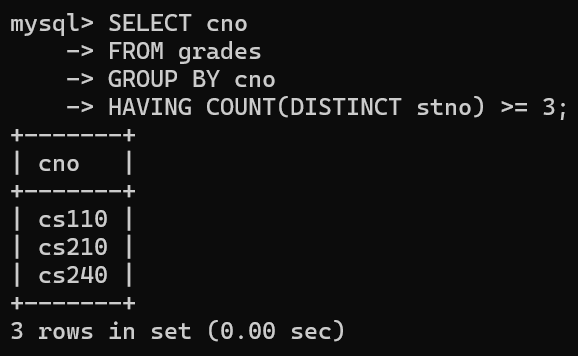 mysql> SELECT cno
    -> FROM grades
    -> GROUP BY cno
    -> HAVING COUNT(DISTINCT stno) >= 3;
+-------+
| cno   |
+-------+
| cs110 |
| cs210 |
| cs240 |
+-------+
3 rows in set (0.00 sec)